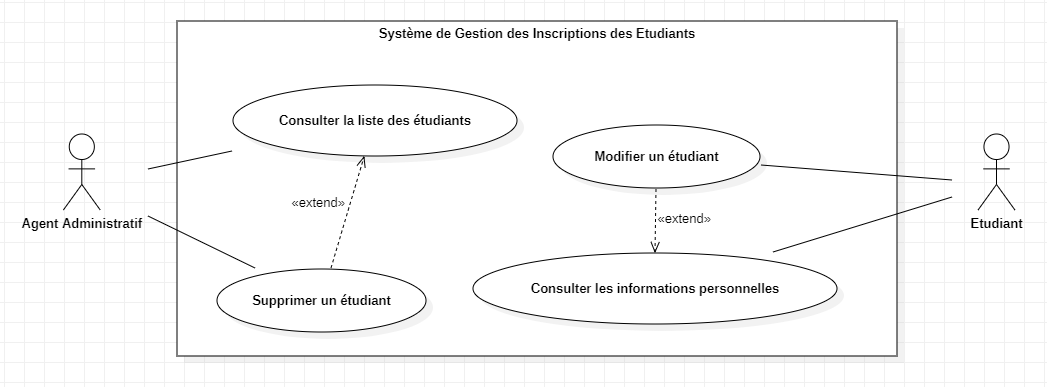 Système de Gestion des Inscriptions des Etudiants
Consulter la liste des étudiants
Modifier un étudiant
«extend»
«extend»
Agent Administratif
Etudiant
Consulter les informations personnelles
Supprimer un étudiant